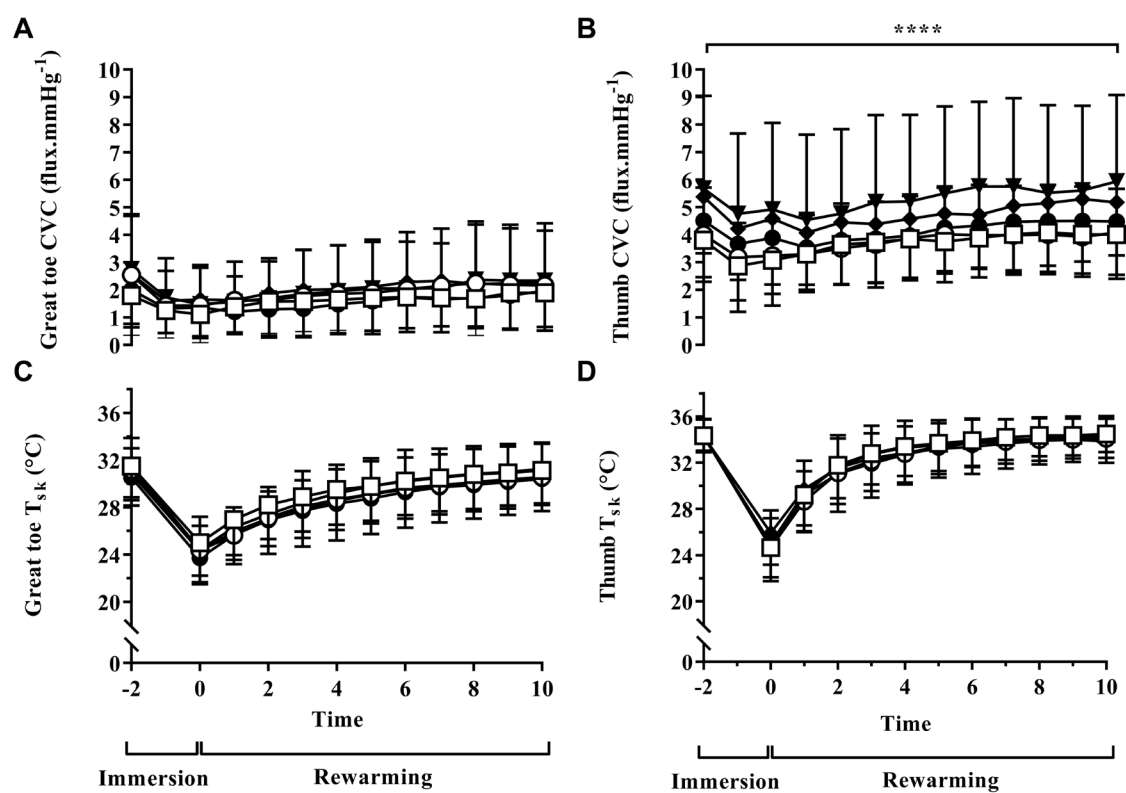 A
B
****
Great toe CVC (flux.mmHg-1)
10
9
8
7
6
5
4
3
2
1
0
Thumb CVC (flux.mmHg-1)
10
9
8
7
6
5
4
3
2
1
0
C
D
Great toe Tsk (°C)
36
32
28
24
20
0
-2 0 2 4 6 8 10
Time
Immersion Rewarming
Thumb Tsk (°C)
36
32
28
24
20
0
-2 0 2 4 6 8 10
Time
Immersion Rewarming